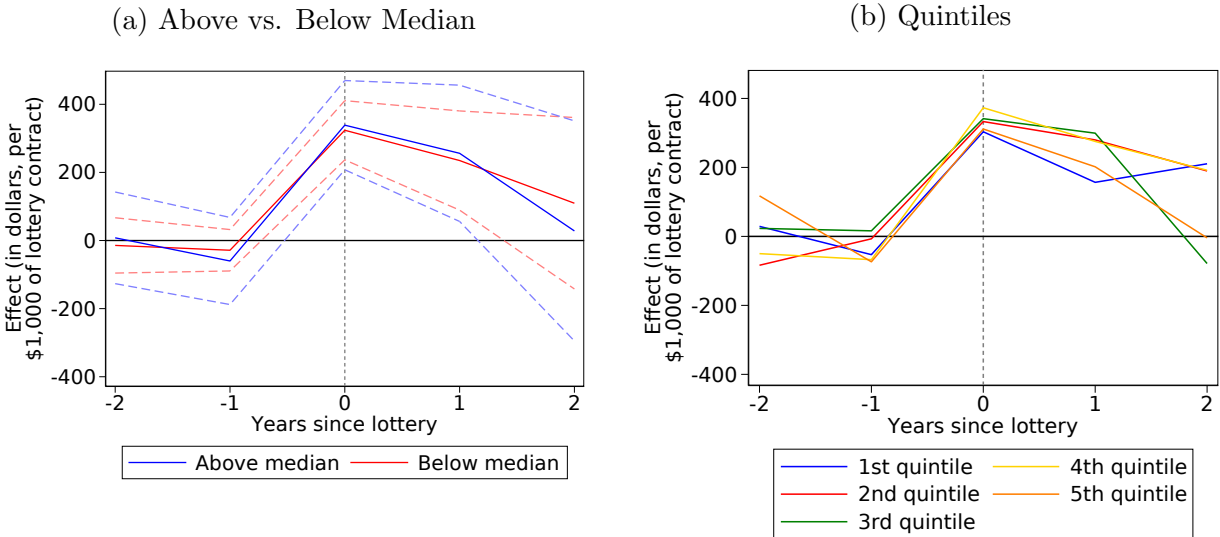 (a) Above vs. Below Median
Effect (in dollars, per
$1,000 of lottery contract)
400
200
0
-200
-400
-2 -1 0 1 2
Years since lottery
Above median Below median
(b) Quintiles
Effect (in dollars, per
$1,000 of lottery contract)
400
200
0
-200
-400
-2 -1 0 1 2
Years since lottery
1st quintile 4th quintile
2nd quintile 5th quintile
3rd quintile